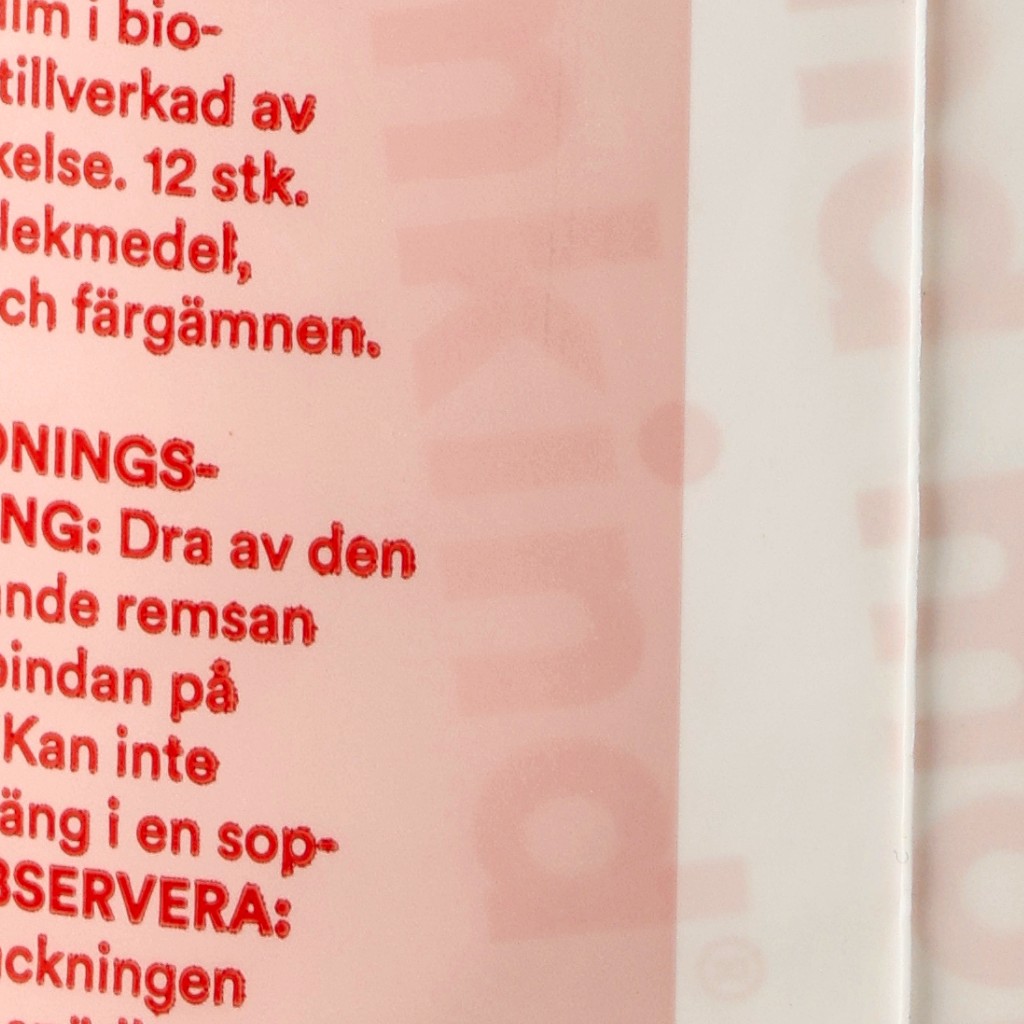 ilm i bio-
tillverkad av
kelse. 12 stk.
lekmedel,
ch färgämnen.
ONINGS-
NG: Dra av den
nde remsan
bindan på
Kan inte
äng i en sop-
BSERVERA:
ckningen